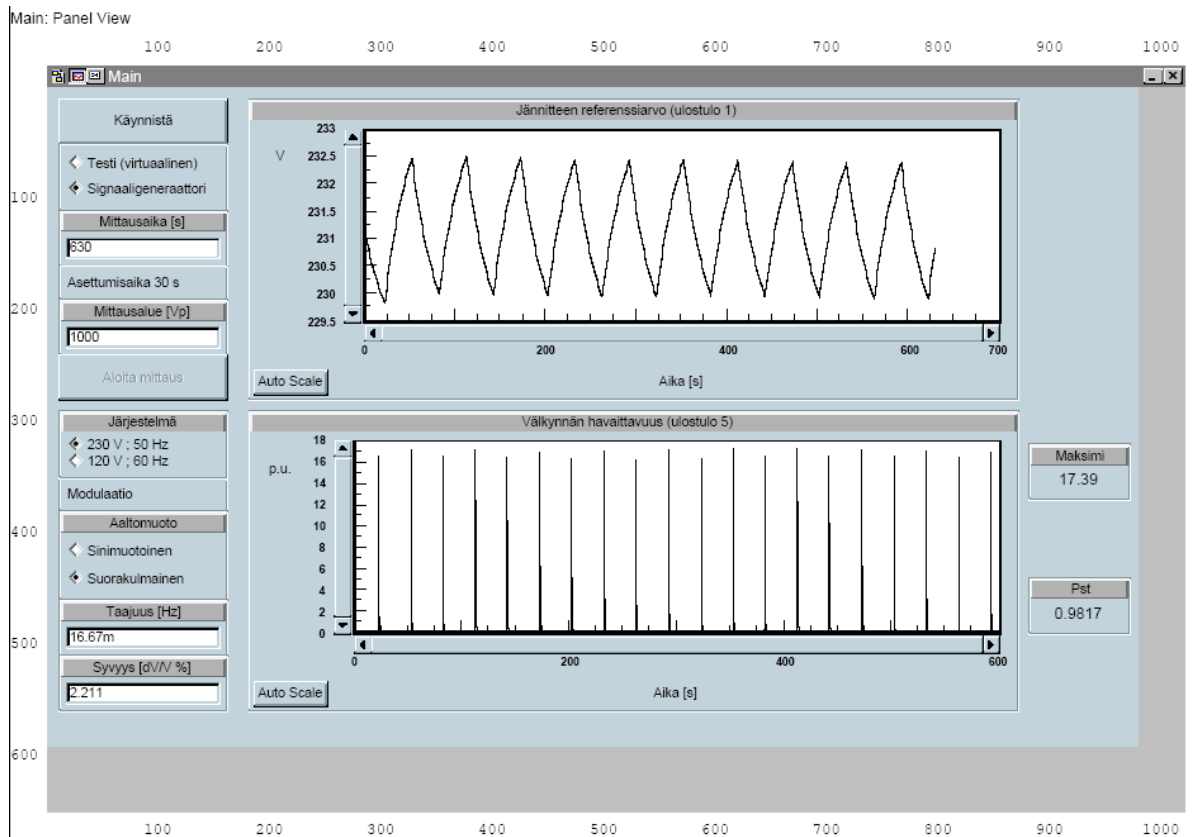 Main: Panel View
100 200 300 400 500 600 700 800 900 1000
Main
Käynnistä
Testi (virtuaalinen)
Signaaligeneraattori
Mittausaika [s]
630
Asettumisaika 30 s
Mittausalue [Vp]
1000
Aloita mittaus
Järjestelmä
230 V ; 50 Hz
120 V ; 60 Hz
Modulaatio
Aaltomuoto
Sinimuotoinen
Suorakulmainen
Taajuus [Hz]
16.67m
Syvyys [dV/V %]
2.211
Jännitteen referenssiarvo (ulostulo 1)
V
233
232.5
232
231.5
231
230.5
230
229.5
0 200 400 600 700
Auto Scale
Aika [s]
Välkynnän havaittavuus (ulostulo 5)
p.u.
18
16
14
12
10
8
6
4
2
0
0 200 400 600
Auto Scale
Aika [s]
Maksimi
17.39
Pst
0.9817
100
200
300
400
500
600
100 200 300 400 500 600 700 800 900 1000